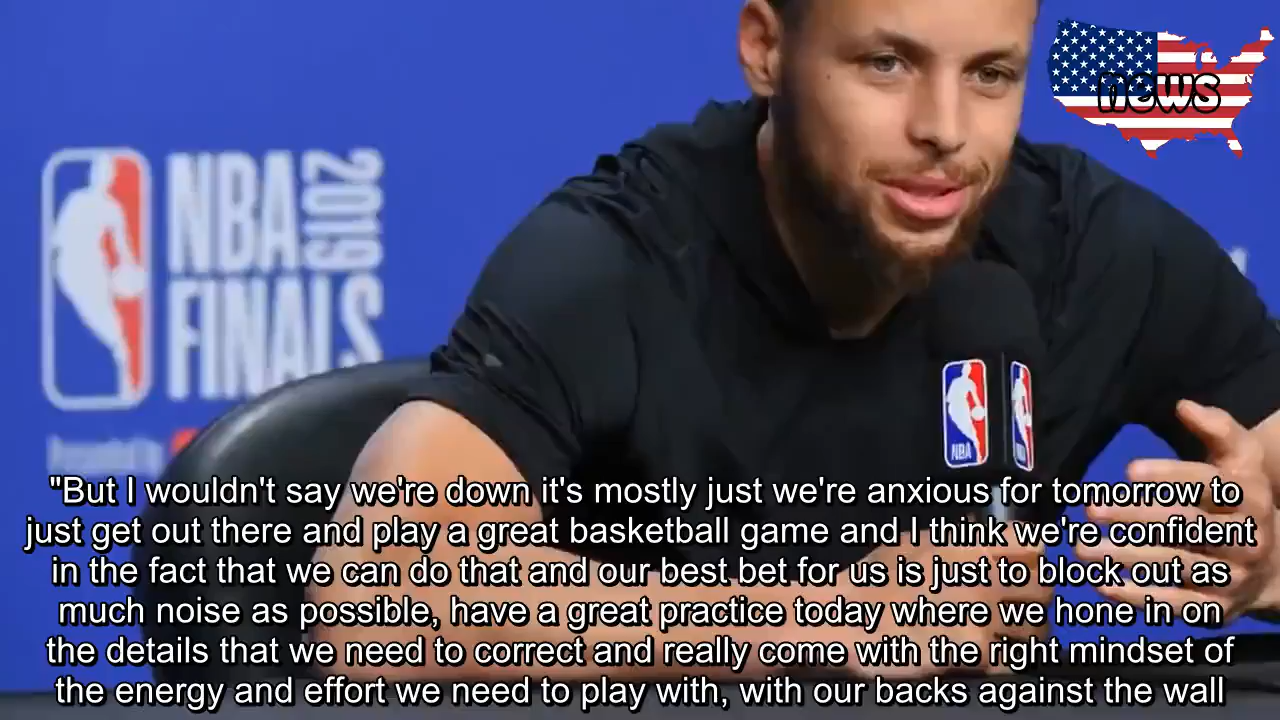 news
NBA
FINALS
2019
NBA
"But I wouldn't say we're down it's mostly just we're anxious for tomorrow to
just get out there and play a great basketball game and I think we're confident
in the fact that we can do that and our best bet for us is just to block out as
much noise as possible, have a great practice today where we hone in on
the details that we need to correct and really come with the right mindset of
the energy and effort we need to play with, with our backs against the wall